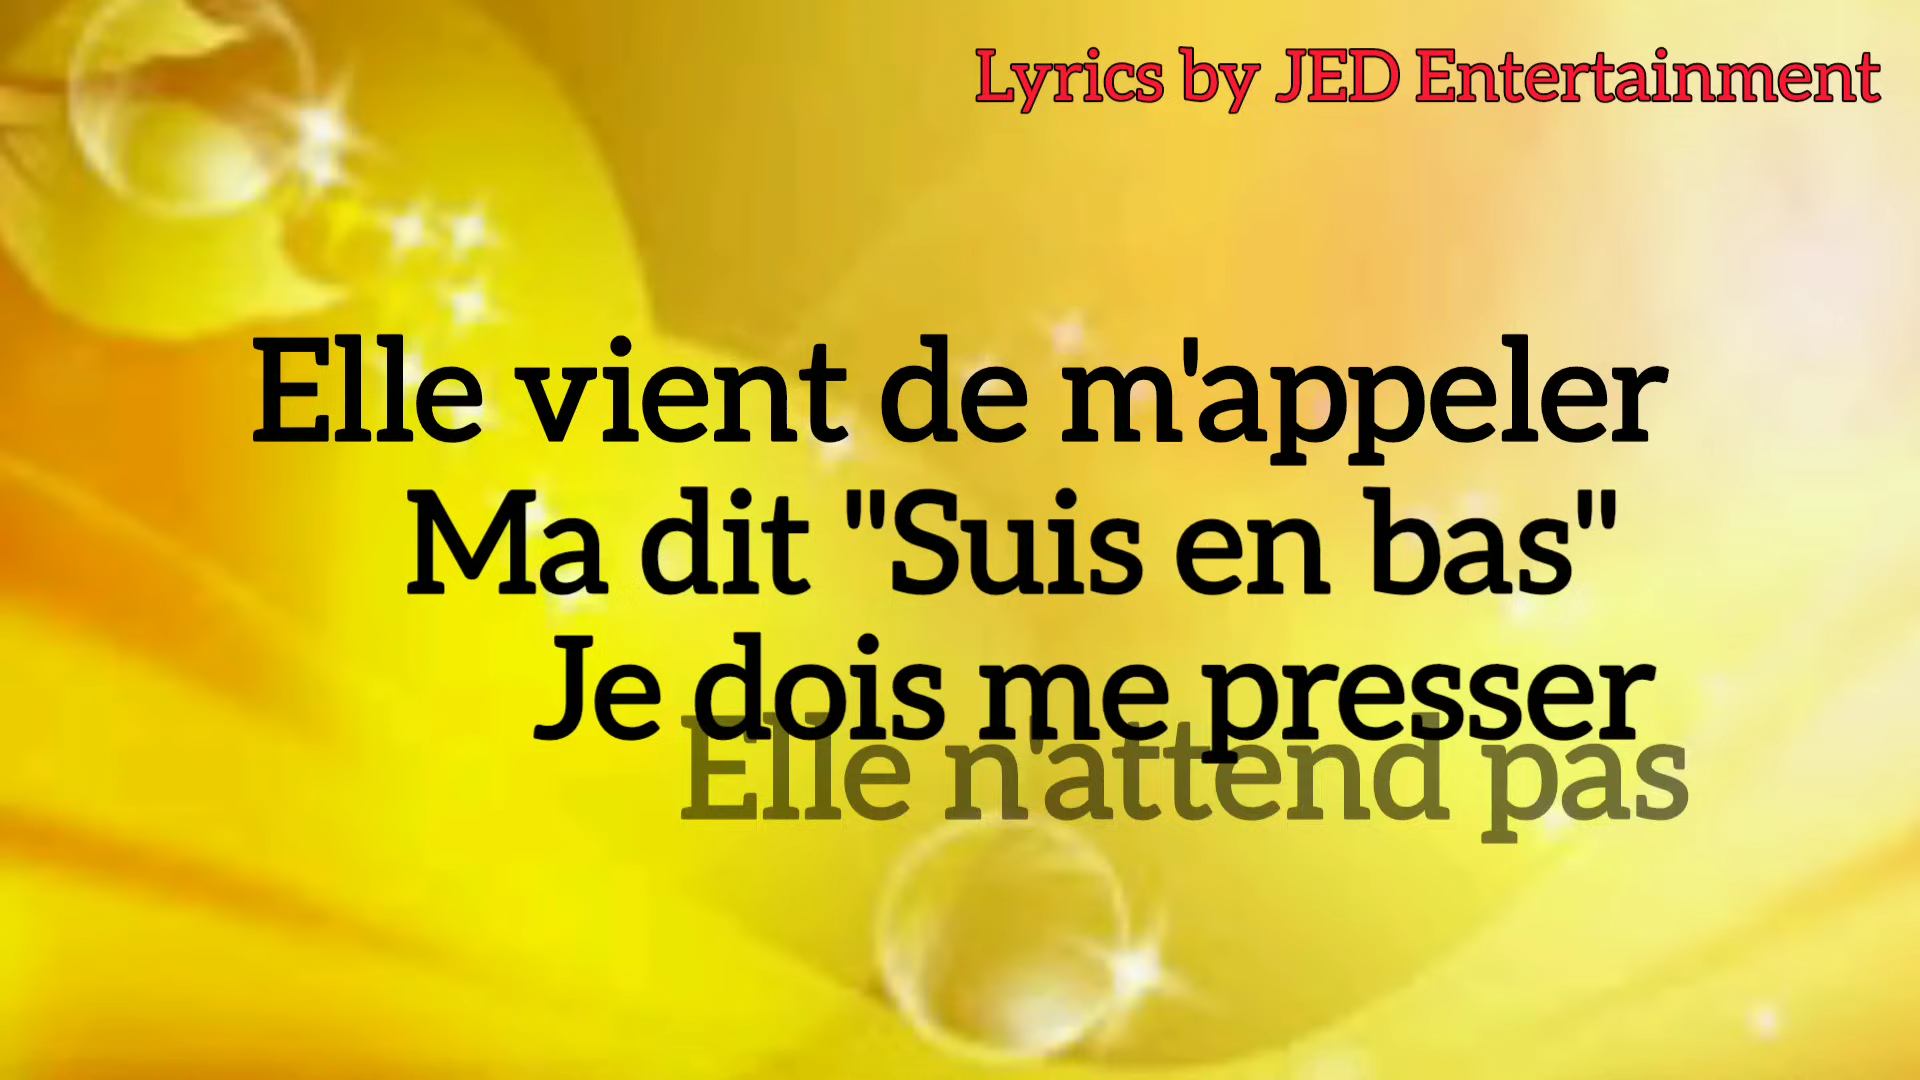 Lyrics by JED Entertainment
Elle vient de m'appeler
Ma dit "Suis en bas"
Je dois me presser
Elle n'attend pas